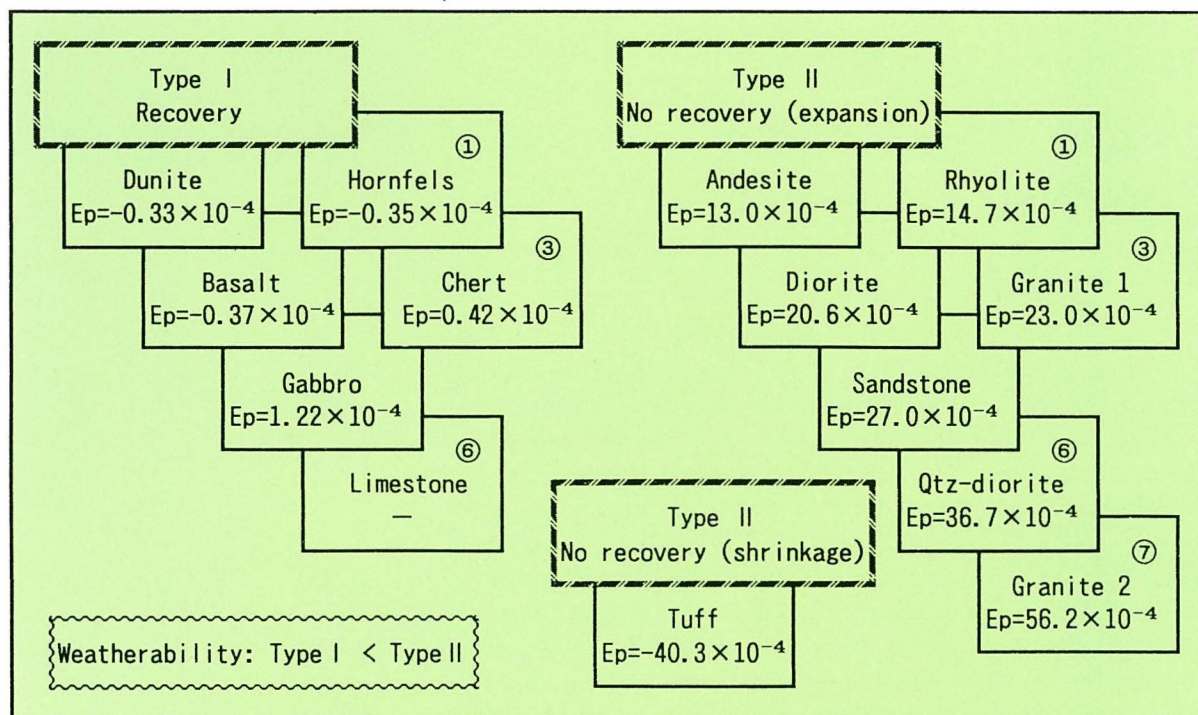 Type Ⅰ
Recovery
①
Dunite
Ep=-0.33×10⁻⁴
Hornfels
Ep=-0.35×10⁻⁴
③
Basalt
Ep=-0.37×10⁻⁴
Chert
Ep=0.42×10⁻⁴
Gabbro
Ep=1.22×10⁻⁴
⑥
Limestone
—
Type Ⅱ
No recovery (expansion)
①
Andesite
Ep=13.0×10⁻⁴
Rhyolite
Ep=14.7×10⁻⁴
③
Diorite
Ep=20.6×10⁻⁴
Granite 1
Ep=23.0×10⁻⁴
Sandstone
Ep=27.0×10⁻⁴
⑥
Qtz-diorite
Ep=36.7×10⁻⁴
⑦
Granite 2
Ep=56.2×10⁻⁴
Type Ⅱ
No recovery (shrinkage)
Tuff
Ep=-40.3×10⁻⁴
Weatherability: Type Ⅰ < Type Ⅱ